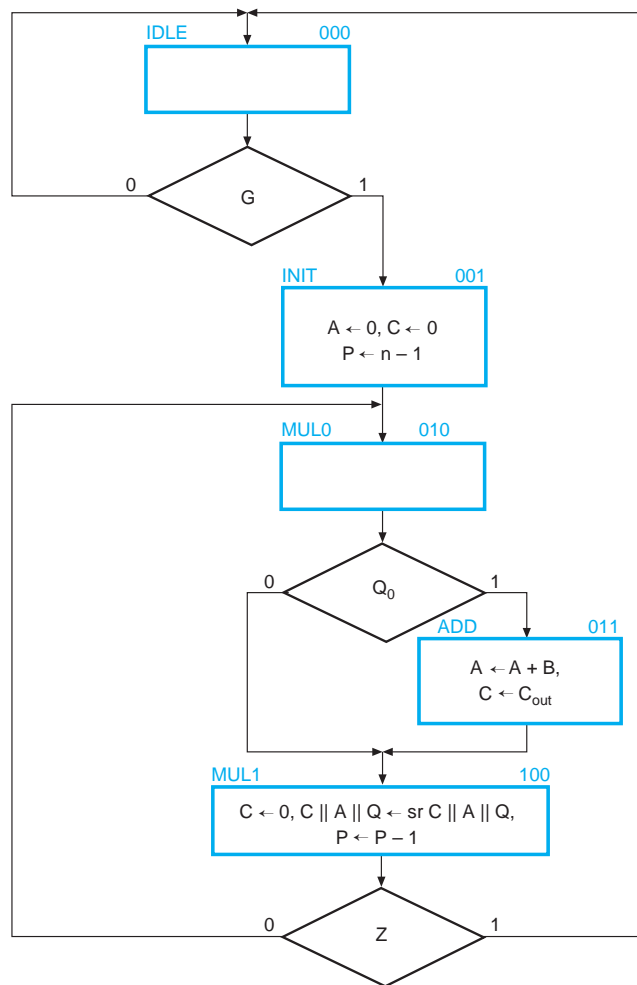 IDLE 000
0 G 1
INIT 001
A ← 0, C ← 0
P ← n – 1
MUL0 010
0 Q₀ 1
ADD 011
A ← A + B,
C ← Cout
MUL1 100
C ← 0, C || A || Q ← sr C || A || Q,
P ← P – 1
0 Z 1